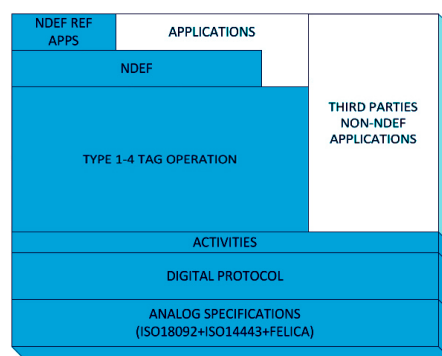 NDEF REF
APPS
APPLICATIONS
NDEF
THIRD PARTIES
NON-NDEF
APPLICATIONS
TYPE 1-4 TAG OPERATION
ACTIVITIES
DIGITAL PROTOCOL
ANALOG SPECIFICATIONS
(ISO18092+ISO14443+FELICA)